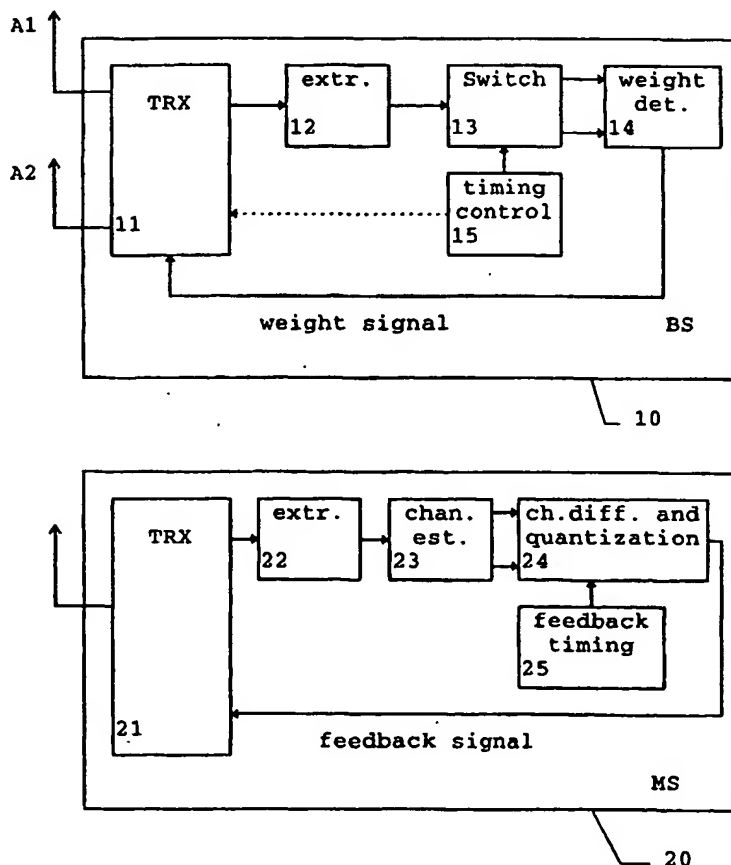 A1
TRX
extr.
12
Switch
13
weight
det.
14
A2
11
timing
control
15
weight signal
BS
10
TRX
extr.
22
chan.
est.
23
ch.diff. and
quantization
24
feedback
timing
25
21
feedback signal
MS
20